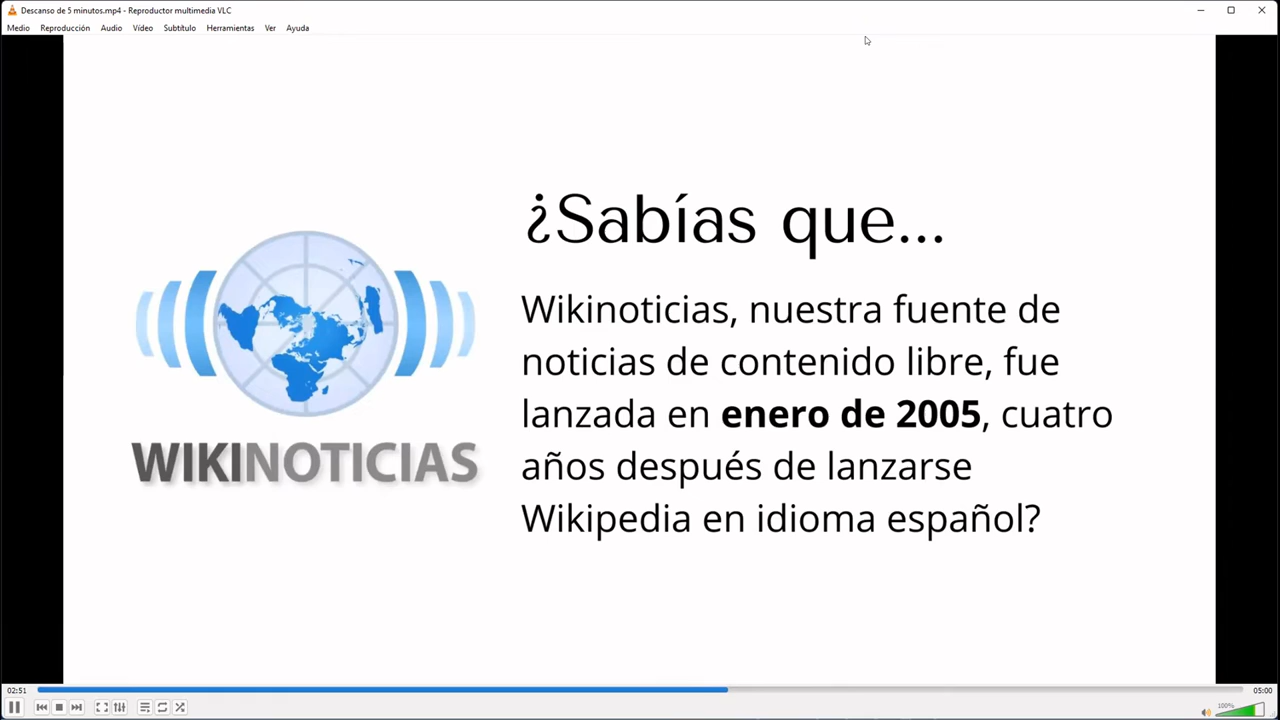 Descanso de 5 minutos.mp4 - Reproductor multimedia VLC
Medio Reproducción Audio Vídeo Subtítulo Herramientas Ver Ayuda
¿Sabías que...
Wikinoticias, nuestra fuente de
noticias de contenido libre, fue
lanzada en enero de 2005, cuatro
años después de lanzarse
Wikipedia en idioma español?
WIKINOTICIAS
02:51
05:00
100%